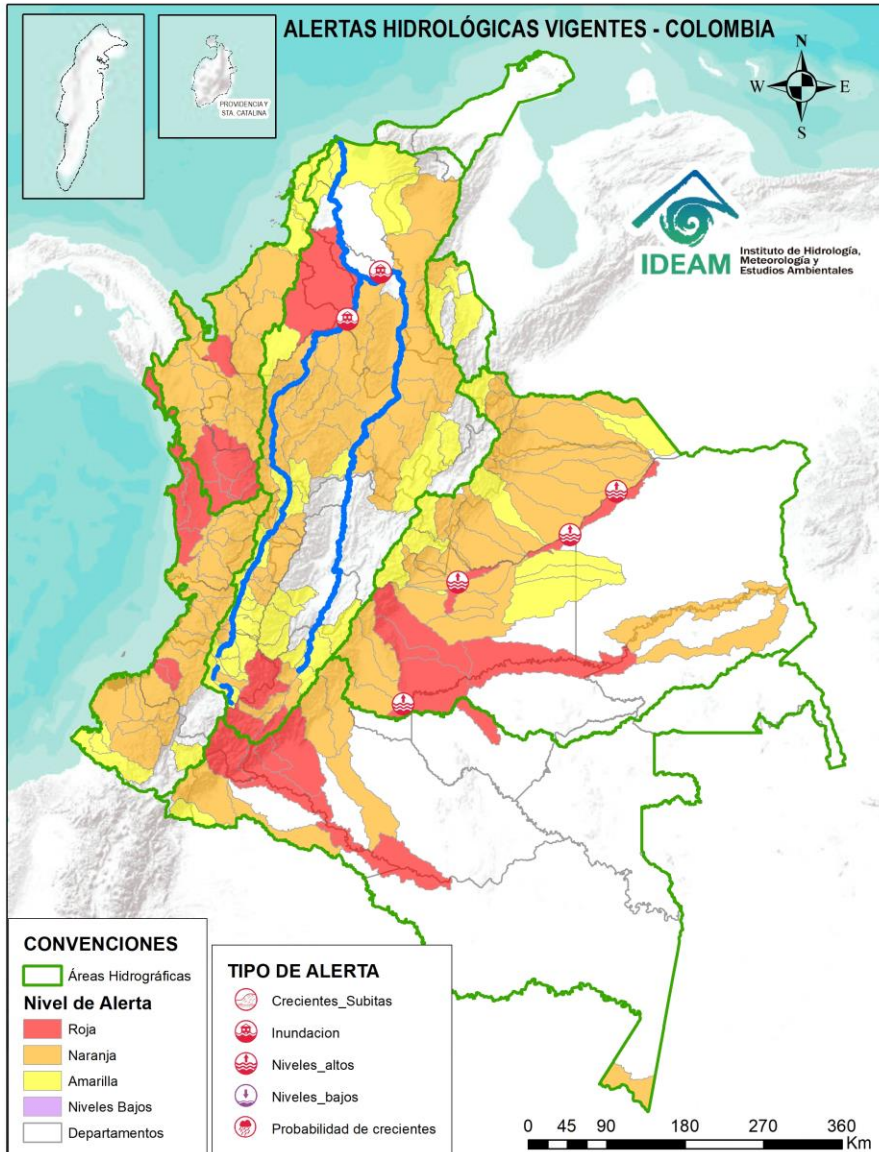 ALERTAS HIDROLÓGICAS VIGENTES - COLOMBIA
PROVIDENCIA Y
STA. CATALINA
N
W
E
S
IDEAM
Instituto de Hidrología,
Meteorología y
Estudios Ambientales
CONVENCIONES
Áreas Hidrográficas
Nivel de Alerta
Roja
Naranja
Amarilla
Niveles Bajos
Departamentos
TIPO DE ALERTA
Crecientes_Subitas
Inundacion
Niveles_altos
Niveles_bajos
Probabilidad de crecientes
0 45 90 180 270 360
Km